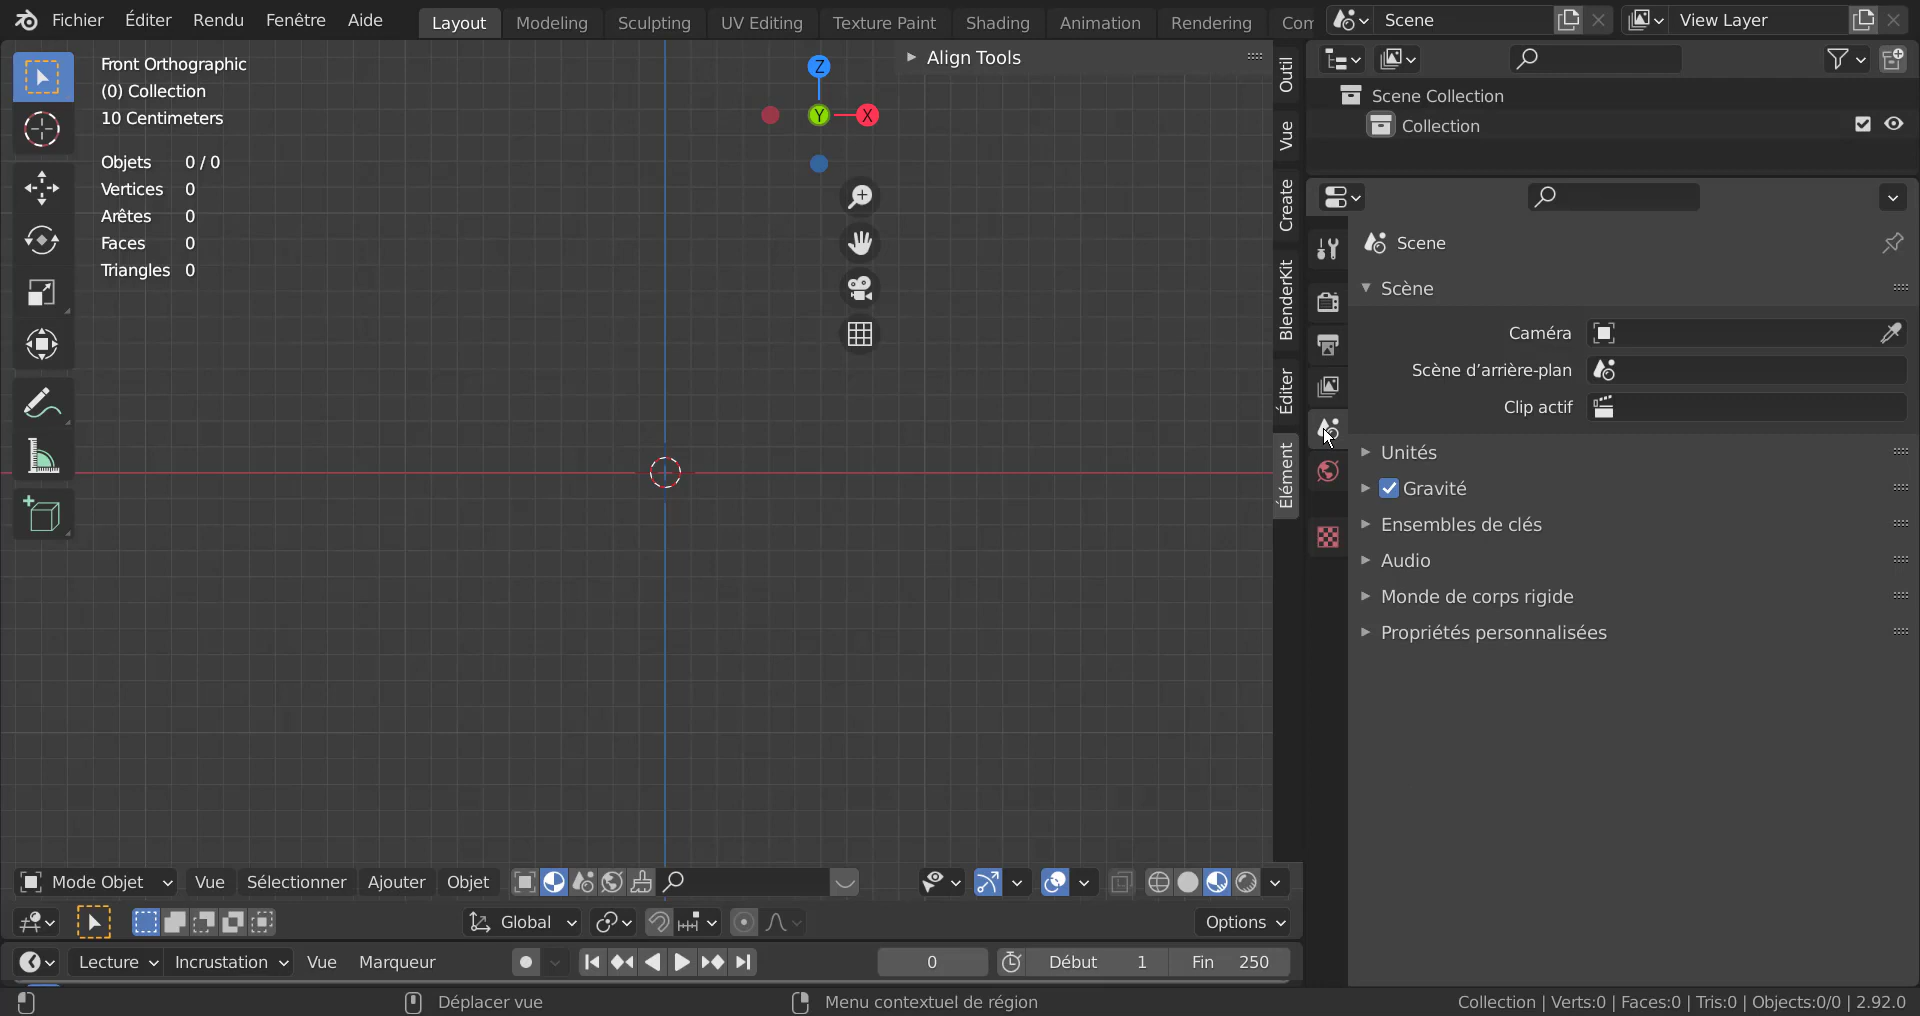 Fichier Éditer Rendu Fenêtre Aide Layout Modeling Sculpting UV Editing Texture Paint Shading Animation Rendering Scene View Layer
Front Orthographic
(0) Collection
10 Centimeters
Objets 0 / 0
Vertices 0
Arêtes 0
Faces 0
Triangles 0
Z
Y X
Align Tools
Outil
Vue
Create
BlenderKit
Éditer
Élément
Scene Collection
Collection
Scene
Scène
Caméra
Scène d’arrière-plan
Clip actif
Unités
Gravité
Ensembles de clés
Audio
Monde de corps rigide
Propriétés personnalisées
Mode Objet Vue Sélectionner Ajouter Objet
Global Options
Lecture Incrustation Vue Marqueur 0 Début 1 Fin 250
Déplacer vue Menu contextuel de région Collection | Verts:0 | Faces:0 | Tris:0 | Objects:0/0 | 2.92.0